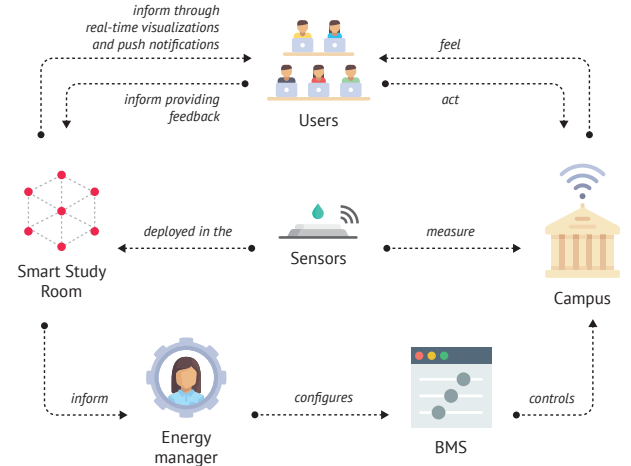 inform through
real-time visualizations
and push notifications
feel
inform providing
feedback
act
Users
deployed in the
measure
Sensors
Smart Study
Room
Campus
inform
configures
controls
Energy
manager
BMS